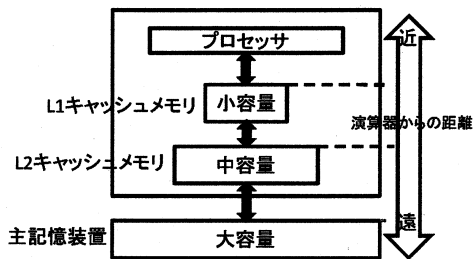 プロセッサ
近
L1キャッシュメモリ
小容量
演算器からの距離
L2キャッシュメモリ
中容量
遠
主記憶装置
大容量